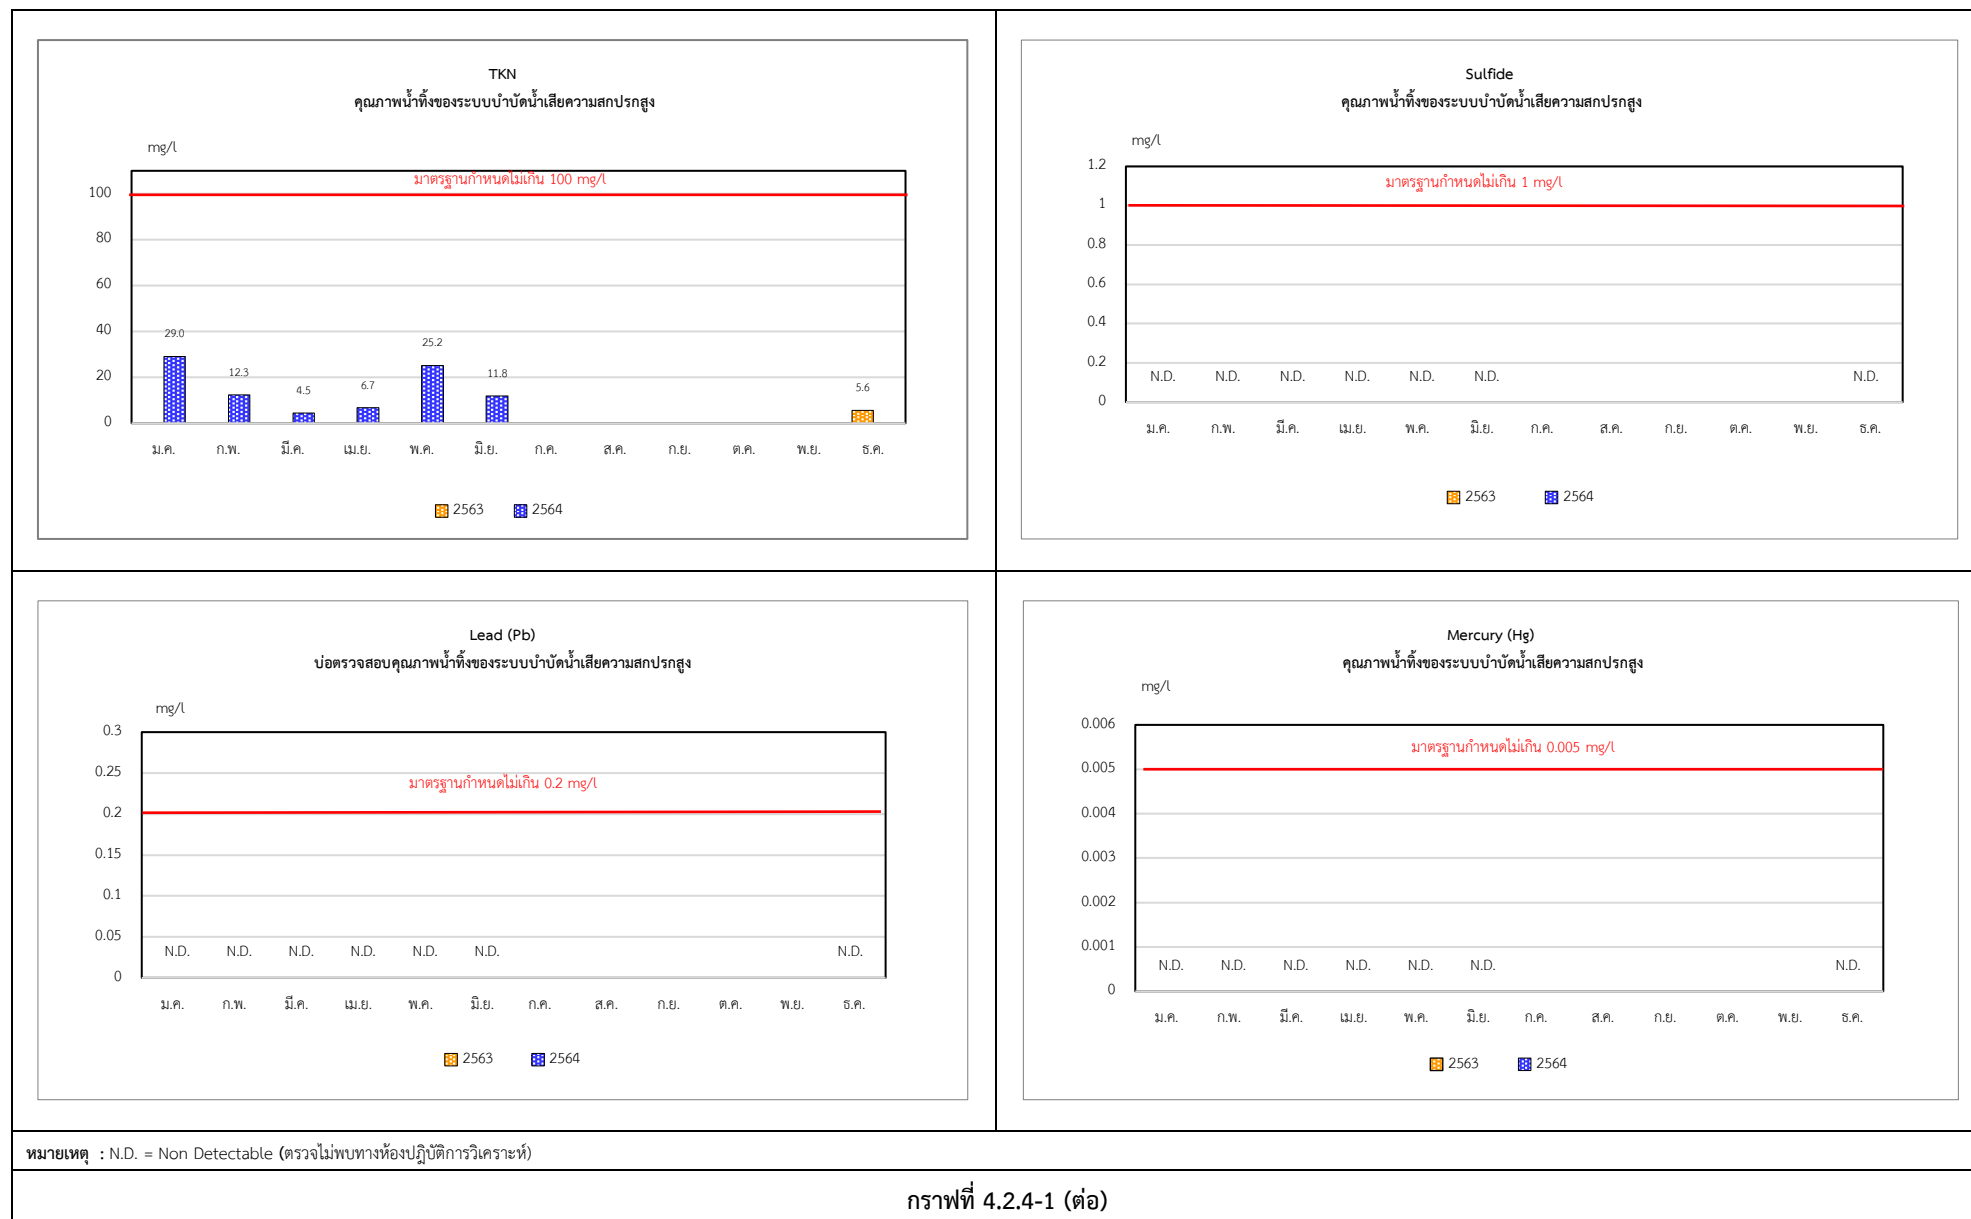 TKN
คุณภาพน้ำทิ้งของระบบบำบัดน้ำเสียความสกปรกสูง
mg/l
มาตรฐานกำหนดไม่เกิน 100 mg/l
100
80
60
40
20
0
29.0
12.3
4.5
6.7
25.2
11.8
5.6
ม.ค. ก.พ. มี.ค. เม.ย. พ.ค. มิ.ย. ก.ค. ส.ค. ก.ย. ต.ค. พ.ย. ธ.ค.
2563 2564
Sulfide
คุณภาพน้ำทิ้งของระบบบำบัดน้ำเสียความสกปรกสูง
mg/l
มาตรฐานกำหนดไม่เกิน 1 mg/l
1.2
1
0.8
0.6
0.4
0.2
0
N.D. N.D. N.D. N.D. N.D. N.D. N.D.
ม.ค. ก.พ. มี.ค. เม.ย. พ.ค. มิ.ย. ก.ค. ส.ค. ก.ย. ต.ค. พ.ย. ธ.ค.
2563 2564
Lead (Pb)
บ่อตรวจสอบคุณภาพน้ำทิ้งของระบบบำบัดน้ำเสียความสกปรกสูง
mg/l
มาตรฐานกำหนดไม่เกิน 0.2 mg/l
0.3
0.25
0.2
0.15
0.1
0.05
0
N.D. N.D. N.D. N.D. N.D. N.D. N.D.
ม.ค. ก.พ. มี.ค. เม.ย. พ.ค. มิ.ย. ก.ค. ส.ค. ก.ย. ต.ค. พ.ย. ธ.ค.
2563 2564
Mercury (Hg)
คุณภาพน้ำทิ้งของระบบบำบัดน้ำเสียความสกปรกสูง
mg/l
มาตรฐานกำหนดไม่เกิน 0.005 mg/l
0.006
0.005
0.004
0.003
0.002
0.001
0
N.D. N.D. N.D. N.D. N.D. N.D. N.D.
ม.ค. ก.พ. มี.ค. เม.ย. พ.ค. มิ.ย. ก.ค. ส.ค. ก.ย. ต.ค. พ.ย. ธ.ค.
2563 2564
หมายเหตุ : N.D. = Non Detectable (ตรวจไม่พบทางห้องปฏิบัติการวิเคราะห์)
กราฟที่ 4.2.4-1 (ต่อ)